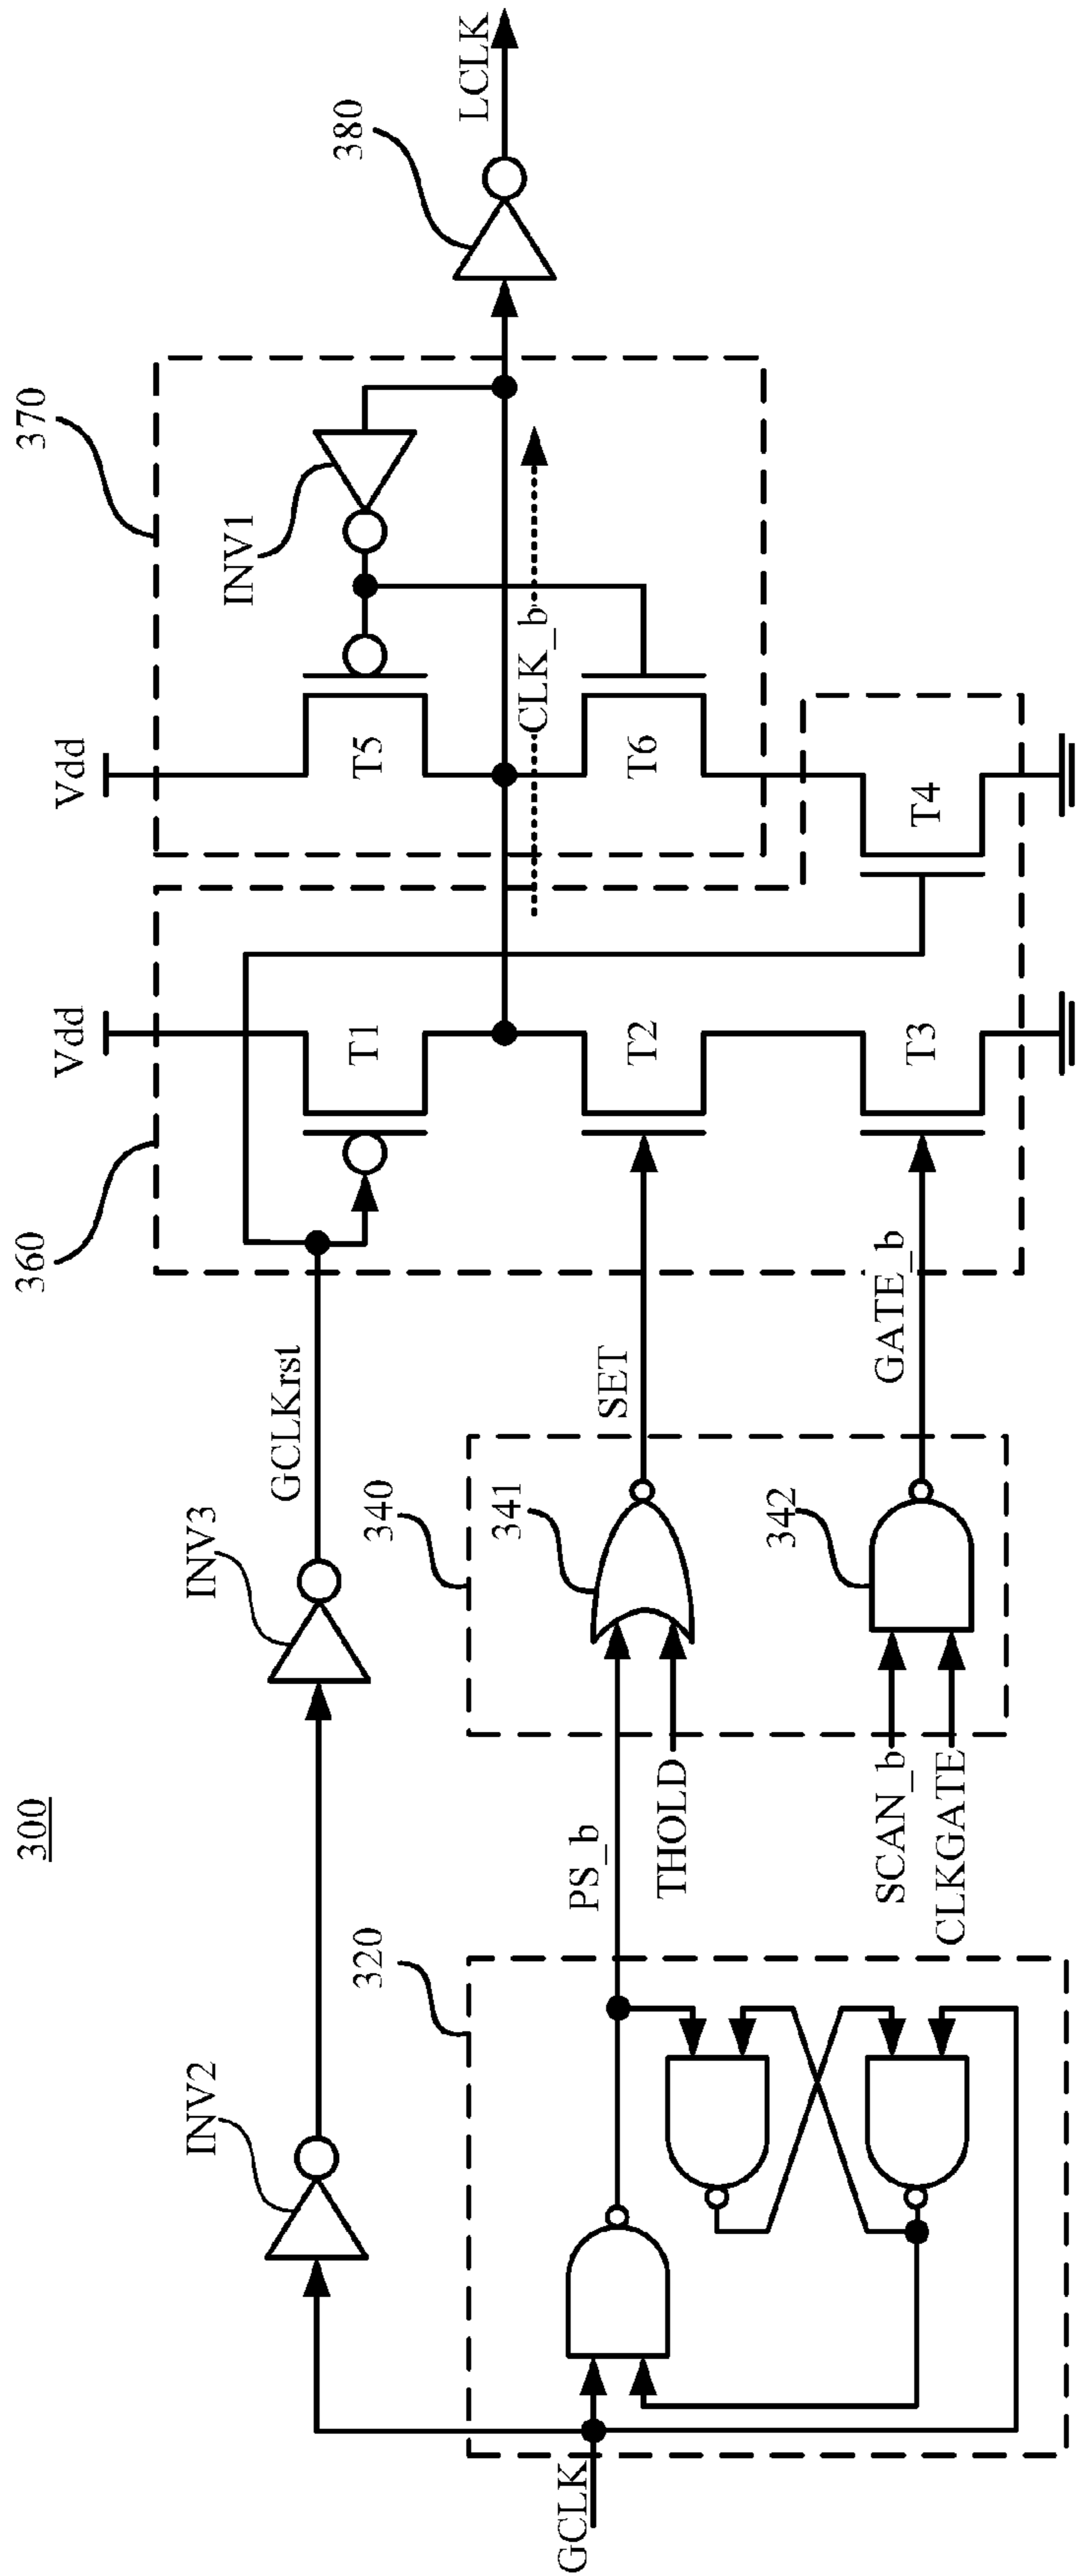 300
GCLK
320
INV2
INV3
GCLKrst
PS_b
THOLD
SCAN_b
CLKGATE
340
341
342
SET
GATE_b
360
Vdd
T1
T2
T3
370
Vdd
T5
T6
T4
CLK_b
INV1
380
LCLK